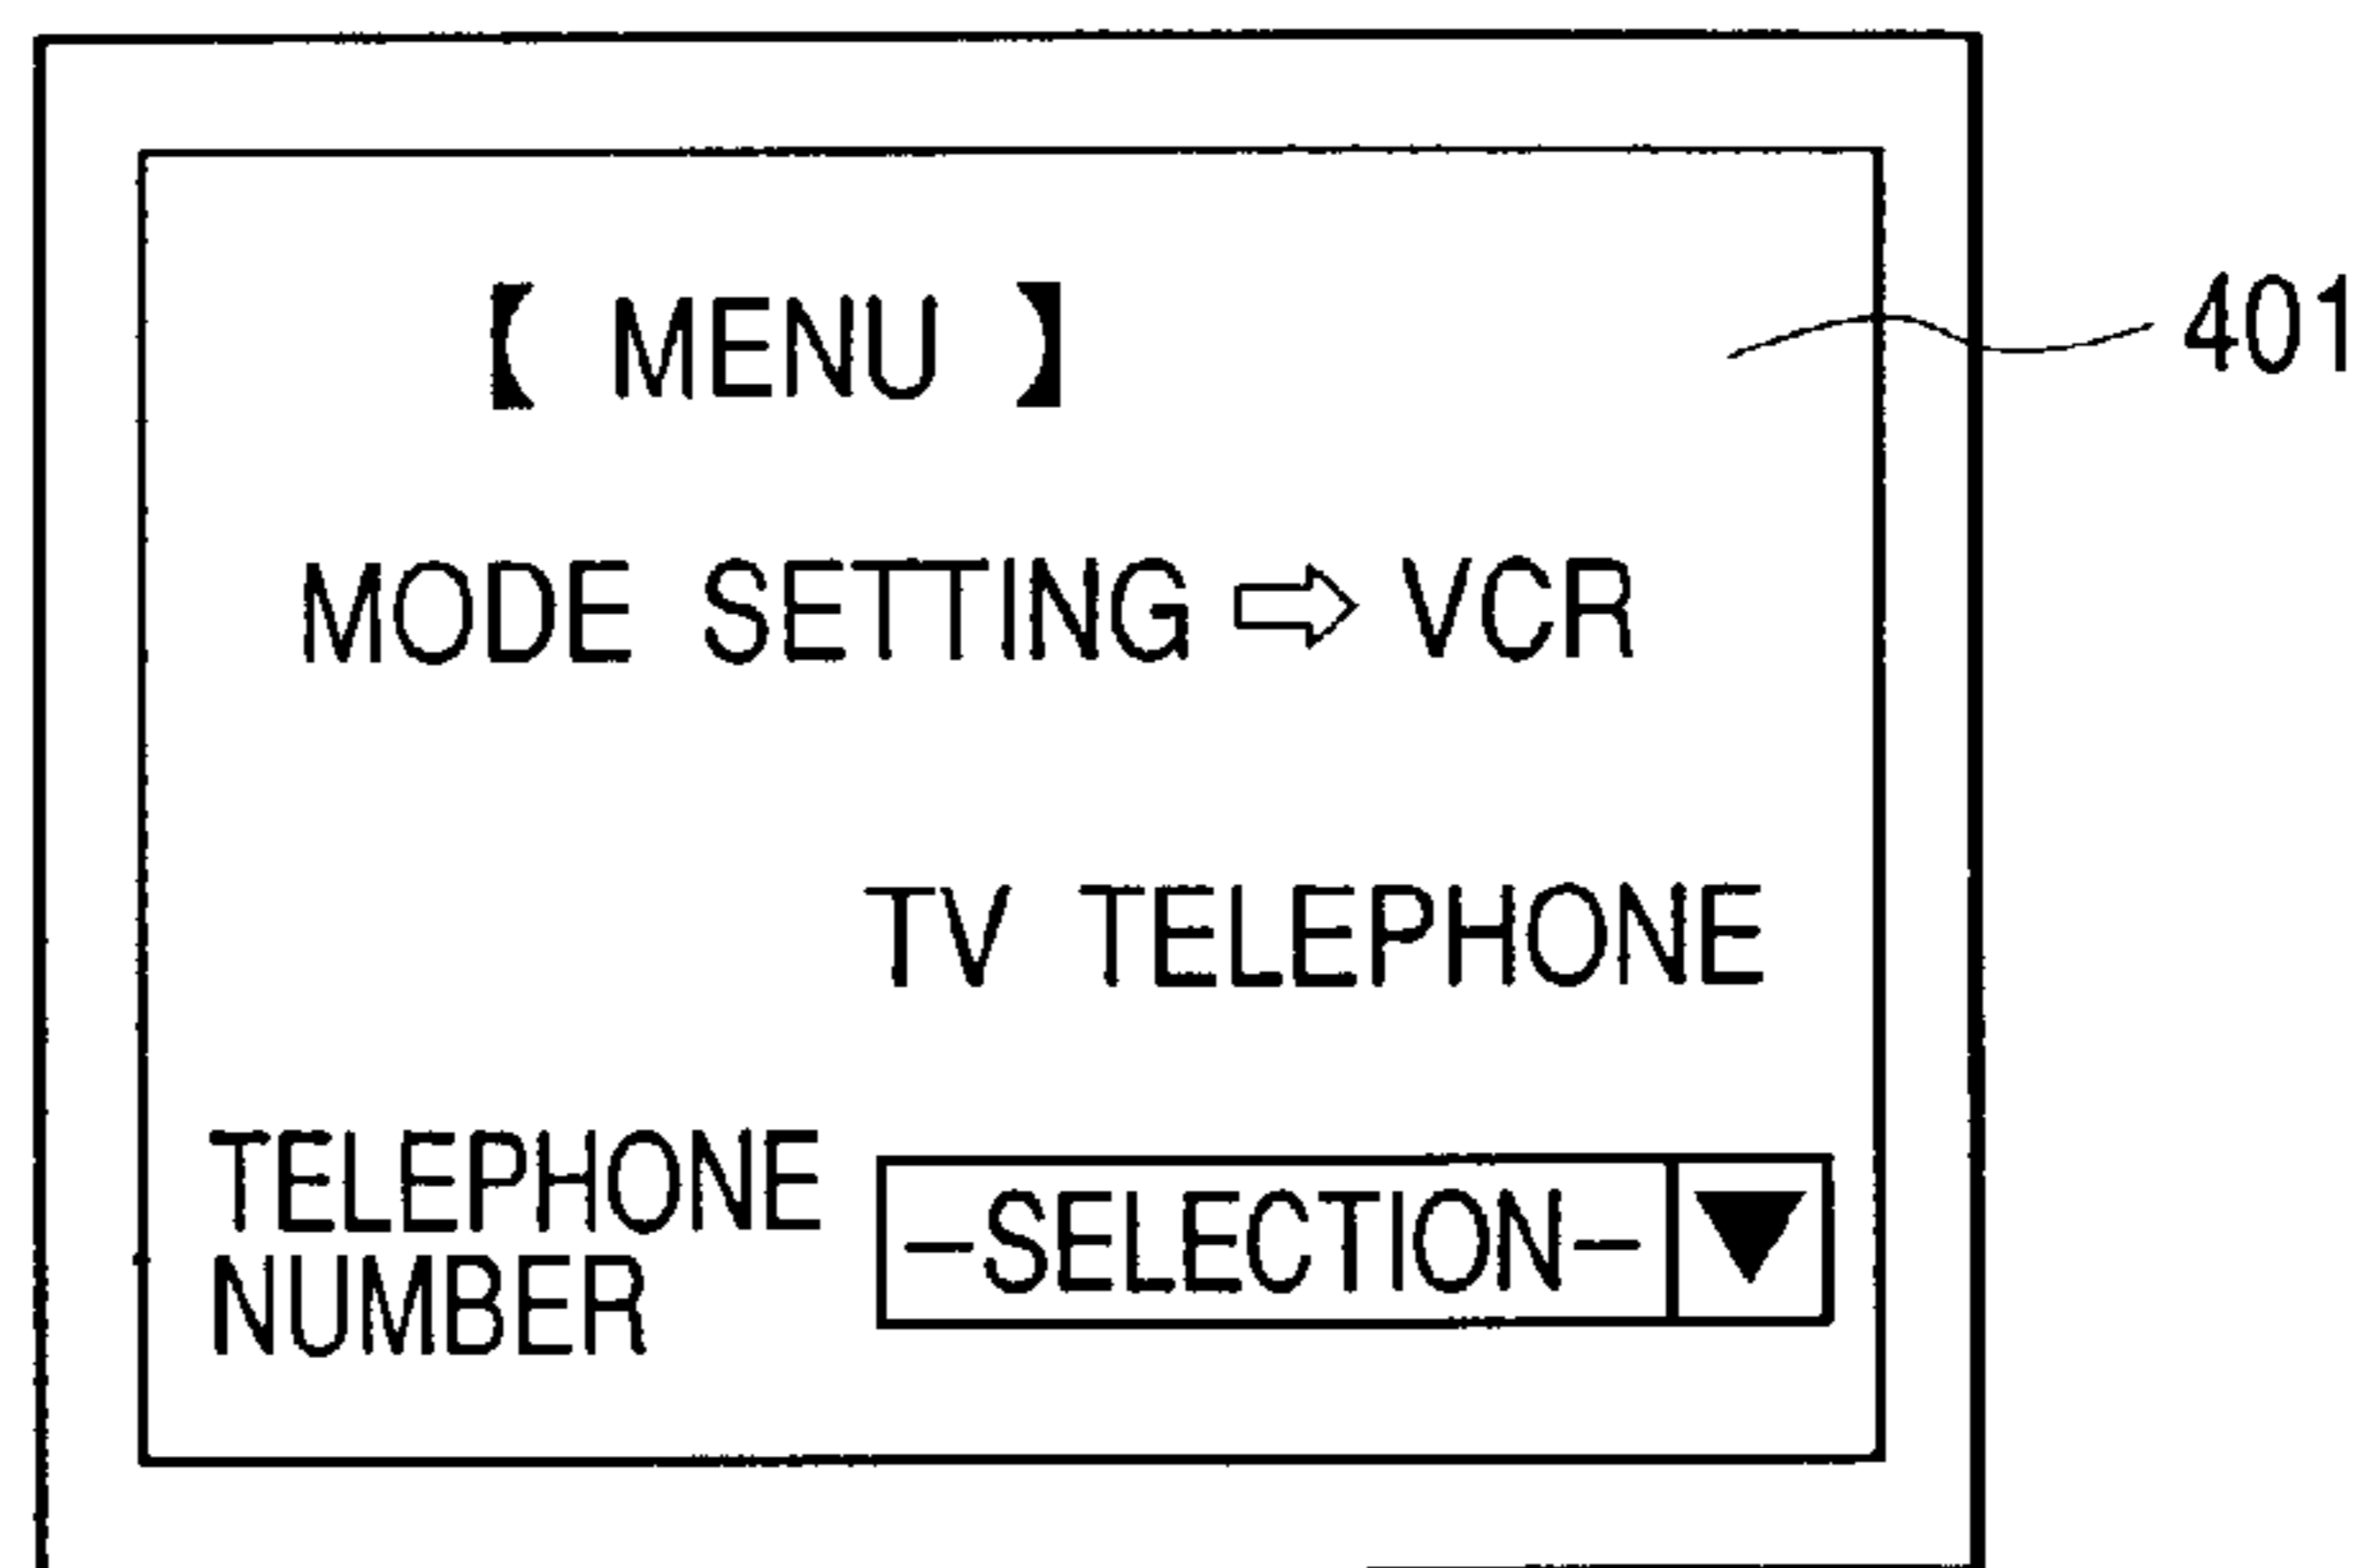 【 MENU 】
401
MODE SETTING ⇨ VCR
TV TELEPHONE
TELEPHONE
NUMBER
-SELECTION- ▼